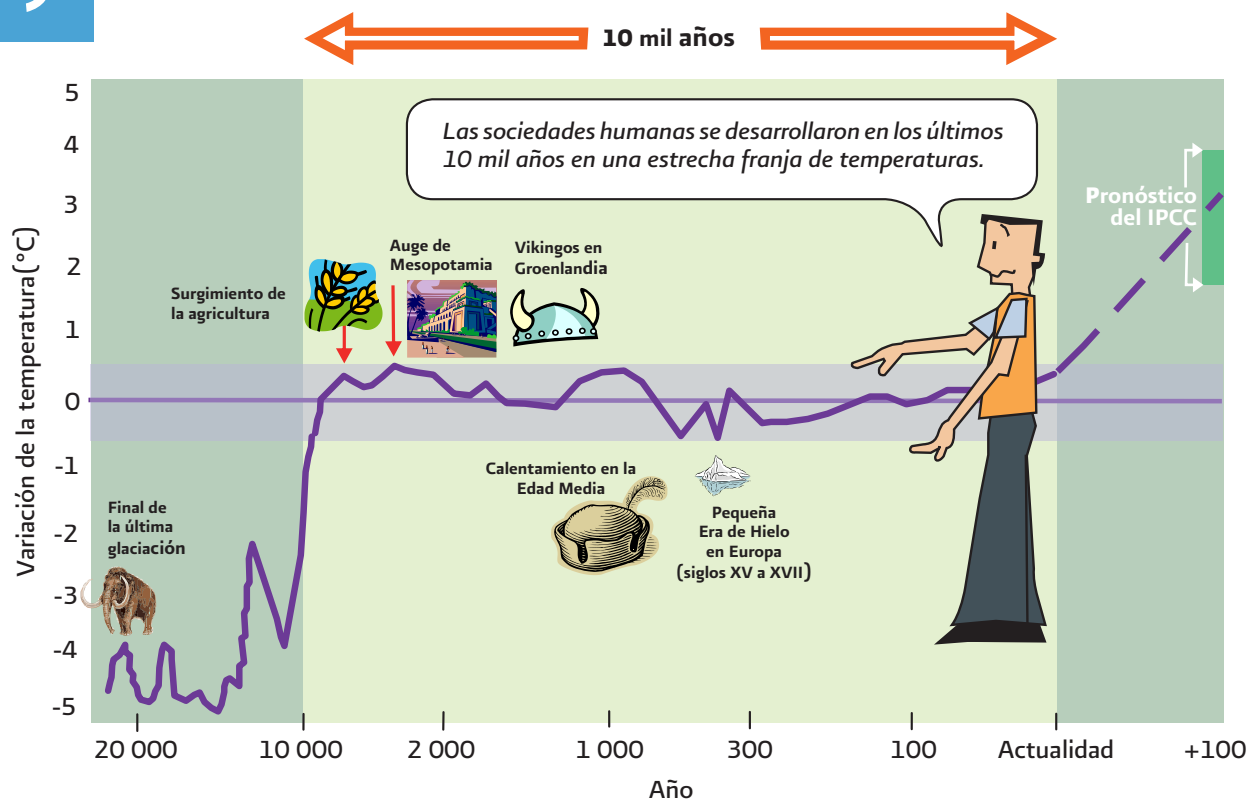 10 mil años
Variación de la temperatura(°C)
5
4
3
2
1
0
-1
-2
-3
-4
-5
Las sociedades humanas se desarrollaron en los últimos
10 mil años en una estrecha franja de temperaturas.
Pronóstico
del IPCC
Surgimiento de
la agricultura
Auge de
Mesopotamia
Vikingos en
Groenlandia
Calentamiento en la
Edad Media
Pequeña
Era de Hielo
en Europa
(siglos XV a XVII)
Final de
la última
glaciación
20 000
10 000
2 000
1 000
300
100
Actualidad
+100
Año